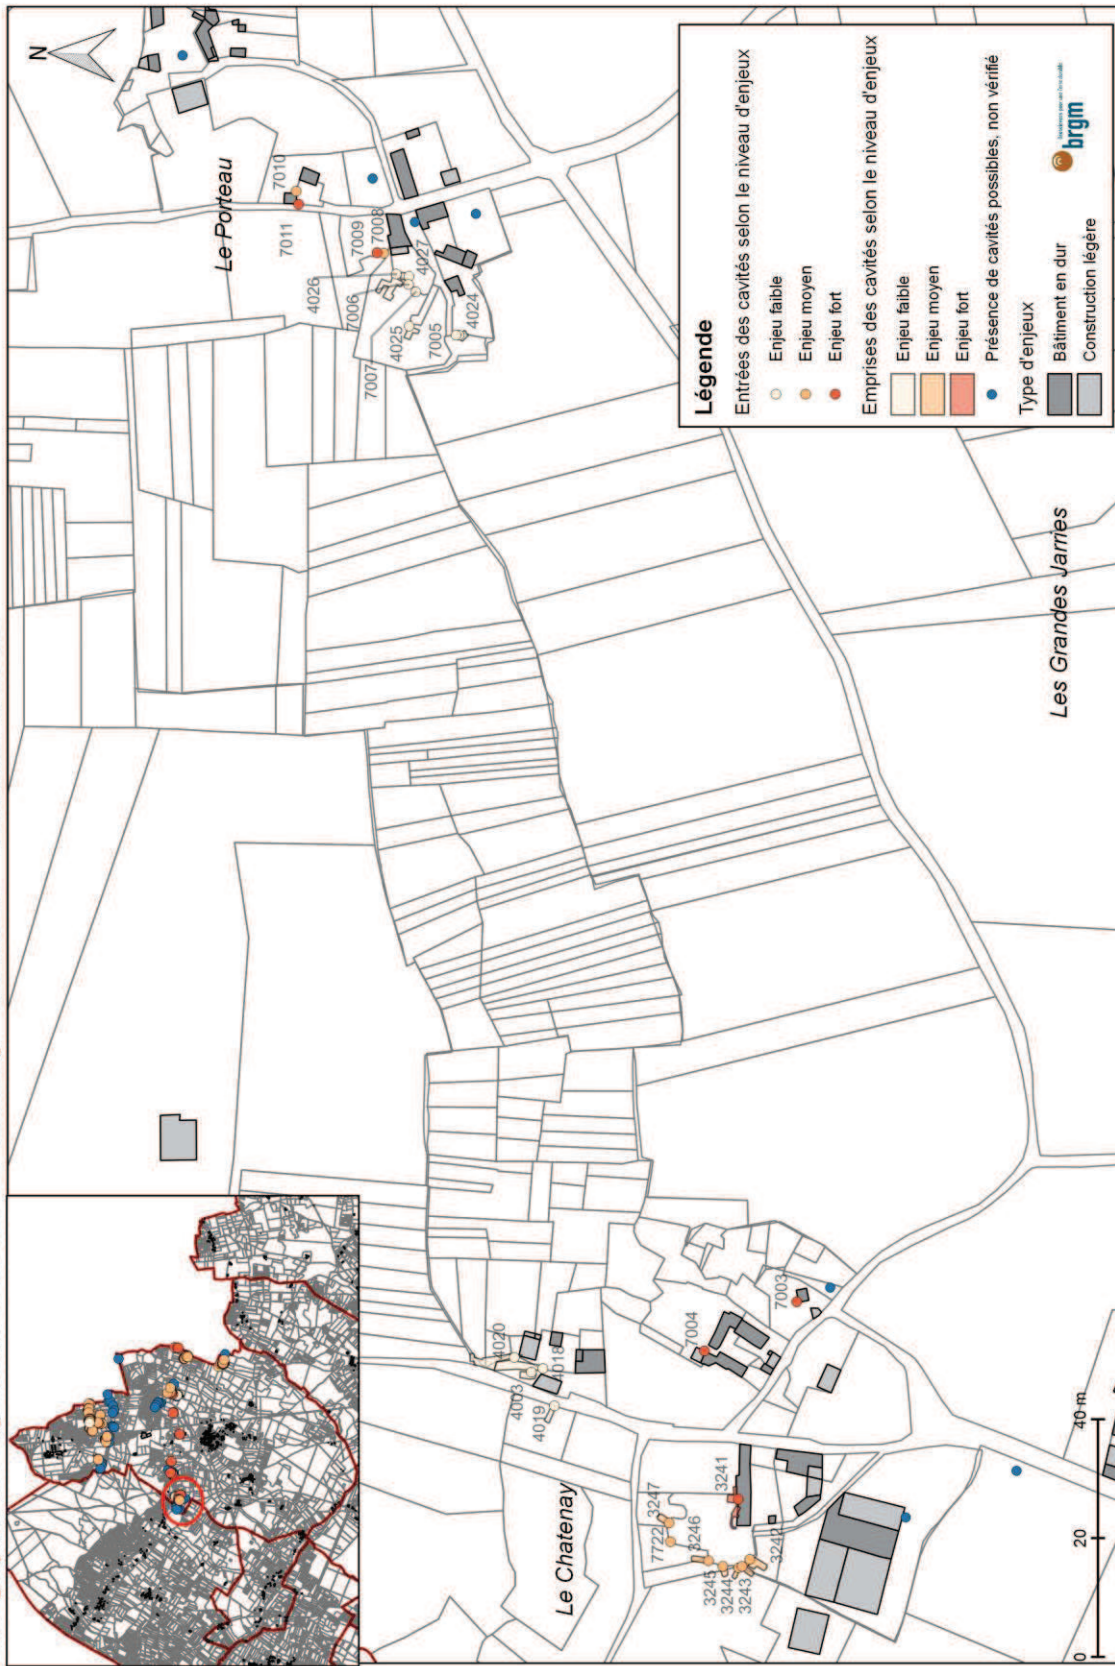 N
Le Porteau
7010
7011
7009
7008
4026
7006
4027
7007
4025
7005
4024
Légende
Entrées des cavités selon le niveau d'enjeux
Enjeu faible
Enjeu moyen
Enjeu fort
Emprises des cavités selon le niveau d'enjeux
Enjeu faible
Enjeu moyen
Enjeu fort
Présence de cavités possibles, non vérifié
Type d'enjeux
Bâtiment en dur
Construction légère
brgm
Les Grandes Jarries
4020
4018
4003
4019
7004
7003
Le Chatenay
3247
7722
3246
3241
3245
3244
3243
3242
0
20
40 m